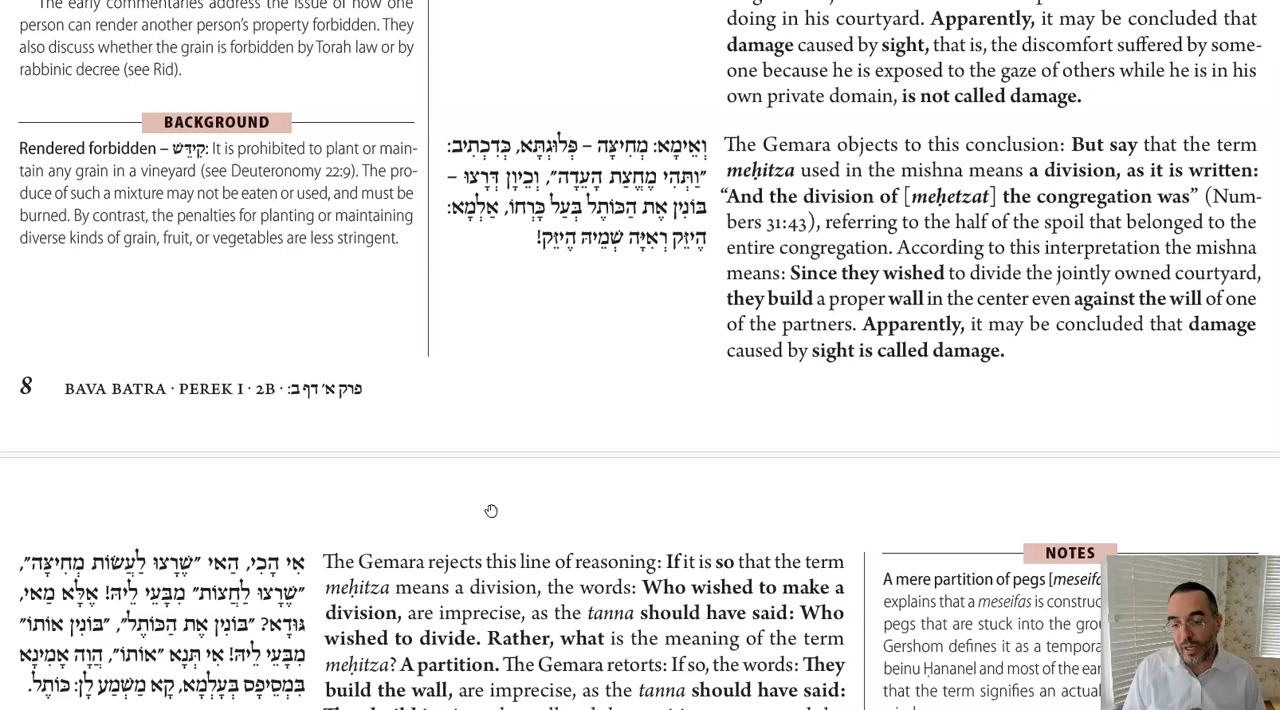 The early commentaries address the issue of how one
person can render another person's property forbidden. They
also discuss whether the grain is forbidden by Torah law or by
rabbinic decree (see Rid).
BACKGROUND
Rendered forbidden – קִידֵּשׁ: It is prohibited to plant or main-
tain any grain in a vineyard (see Deuteronomy 22:9). The pro-
duce of such a mixture may not be eaten or used, and must be
burned. By contrast, the penalties for planting or maintaining
diverse kinds of grain, fruit, or vegetables are less stringent.
doing in his courtyard. Apparently, it may be concluded that
damage caused by sight, that is, the discomfort suffered by some-
one because he is exposed to the gaze of others while he is in his
own private domain, is not called damage.
וְאֵימָא: מְחִיצָה – פְּלוּגְתָּא, כְּדִכְתִיב:
"וַתְּהִי מֶחֱצַת הָעֵדָה", וְכֵיוָן דְּרָצוּ –
בּוֹנִין אֶת הַכּוֹתֶל בְּעַל כָּרְחוֹ, אַלְמָא:
הֶיזֵּק רְאִיָּה שְׁמֵיהּ הֶיזֵּק!
The Gemara objects to this conclusion: But say that the term
meḥitza used in the mishna means a division, as it is written:
"And the division of [meḥetzat] the congregation was" (Num-
bers 31:43), referring to the half of the spoil that belonged to the
entire congregation. According to this interpretation the mishna
means: Since they wished to divide the jointly owned courtyard,
they build a proper wall in the center even against the will of one
of the partners. Apparently, it may be concluded that damage
caused by sight is called damage.
8 BAVA BATRA · PEREK I · 2B · פרק א׳ דף ב:
אִי הָכִי, הַאי "שֶׁרָצוּ לַעֲשׂוֹת מְחִיצָה",
"שֶׁרָצוּ לַחֲצוֹת" מִבָּעֵי לֵיהּ! אֶלָּא מַאי,
גּוּדָּא? "בּוֹנִין אֶת הַכּוֹתֶל", "בּוֹנִין אוֹתוֹ"
מִבָּעֵי לֵיהּ! אִי תְּנָא "אוֹתוֹ", הֲוָה אָמֵינָא
בִּמְסֵיפָס בְּעָלְמָא, קָא מַשְׁמַע לָן: כּוֹתֶל.
The Gemara rejects this line of reasoning: If it is so that the term
meḥitza means a division, the words: Who wished to make a
division, are imprecise, as the tanna should have said: Who
wished to divide. Rather, what is the meaning of the term
meḥitza? A partition. The Gemara retorts: If so, the words: They
build the wall, are imprecise, as the tanna should have said:
NOTES
A mere partition of pegs [meseifa
explains that a meseifas is construc
pegs that are stuck into the grou
Gershom defines it as a tempora
beinu Ḥananel and most of the ear
that the term signifies an actual